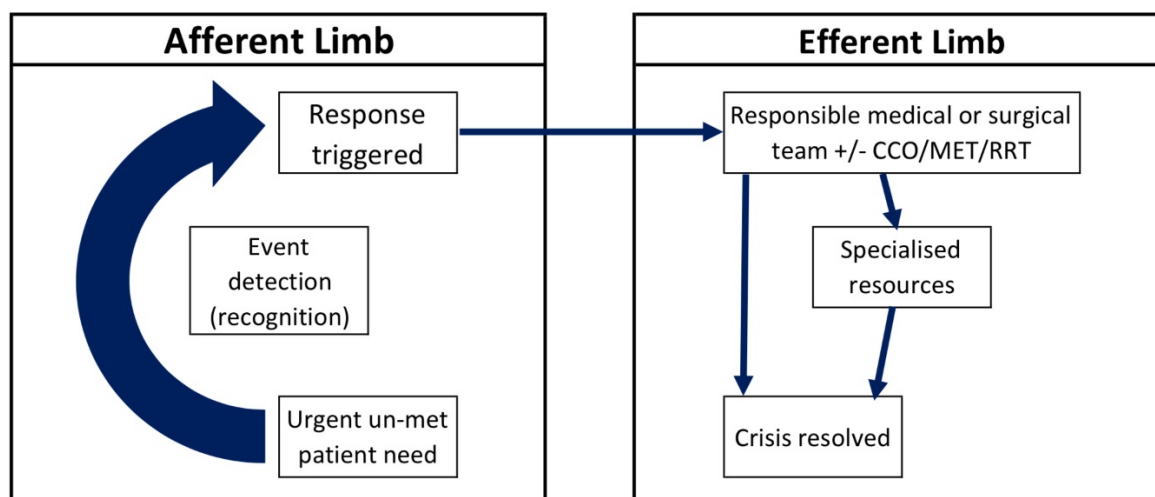 Afferent Limb
Response
triggered
Event
detection
(recognition)
Urgent un-met
patient need
Efferent Limb
Responsible medical or surgical
team +/- CCO/MET/RRT
Specialised
resources
Crisis resolved